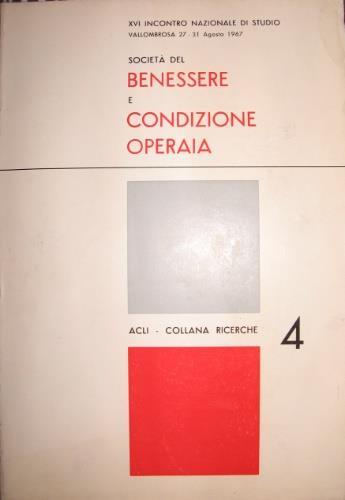 XVI INCONTRO NAZIONALE DI STUDIO
VALLOMBROSA 27 - 31 Agosto 1967
SOCIETÀ DEL
BENESSERE
E
CONDIZIONE
OPERAIA
ACLI - COLLANA RICERCHE 4